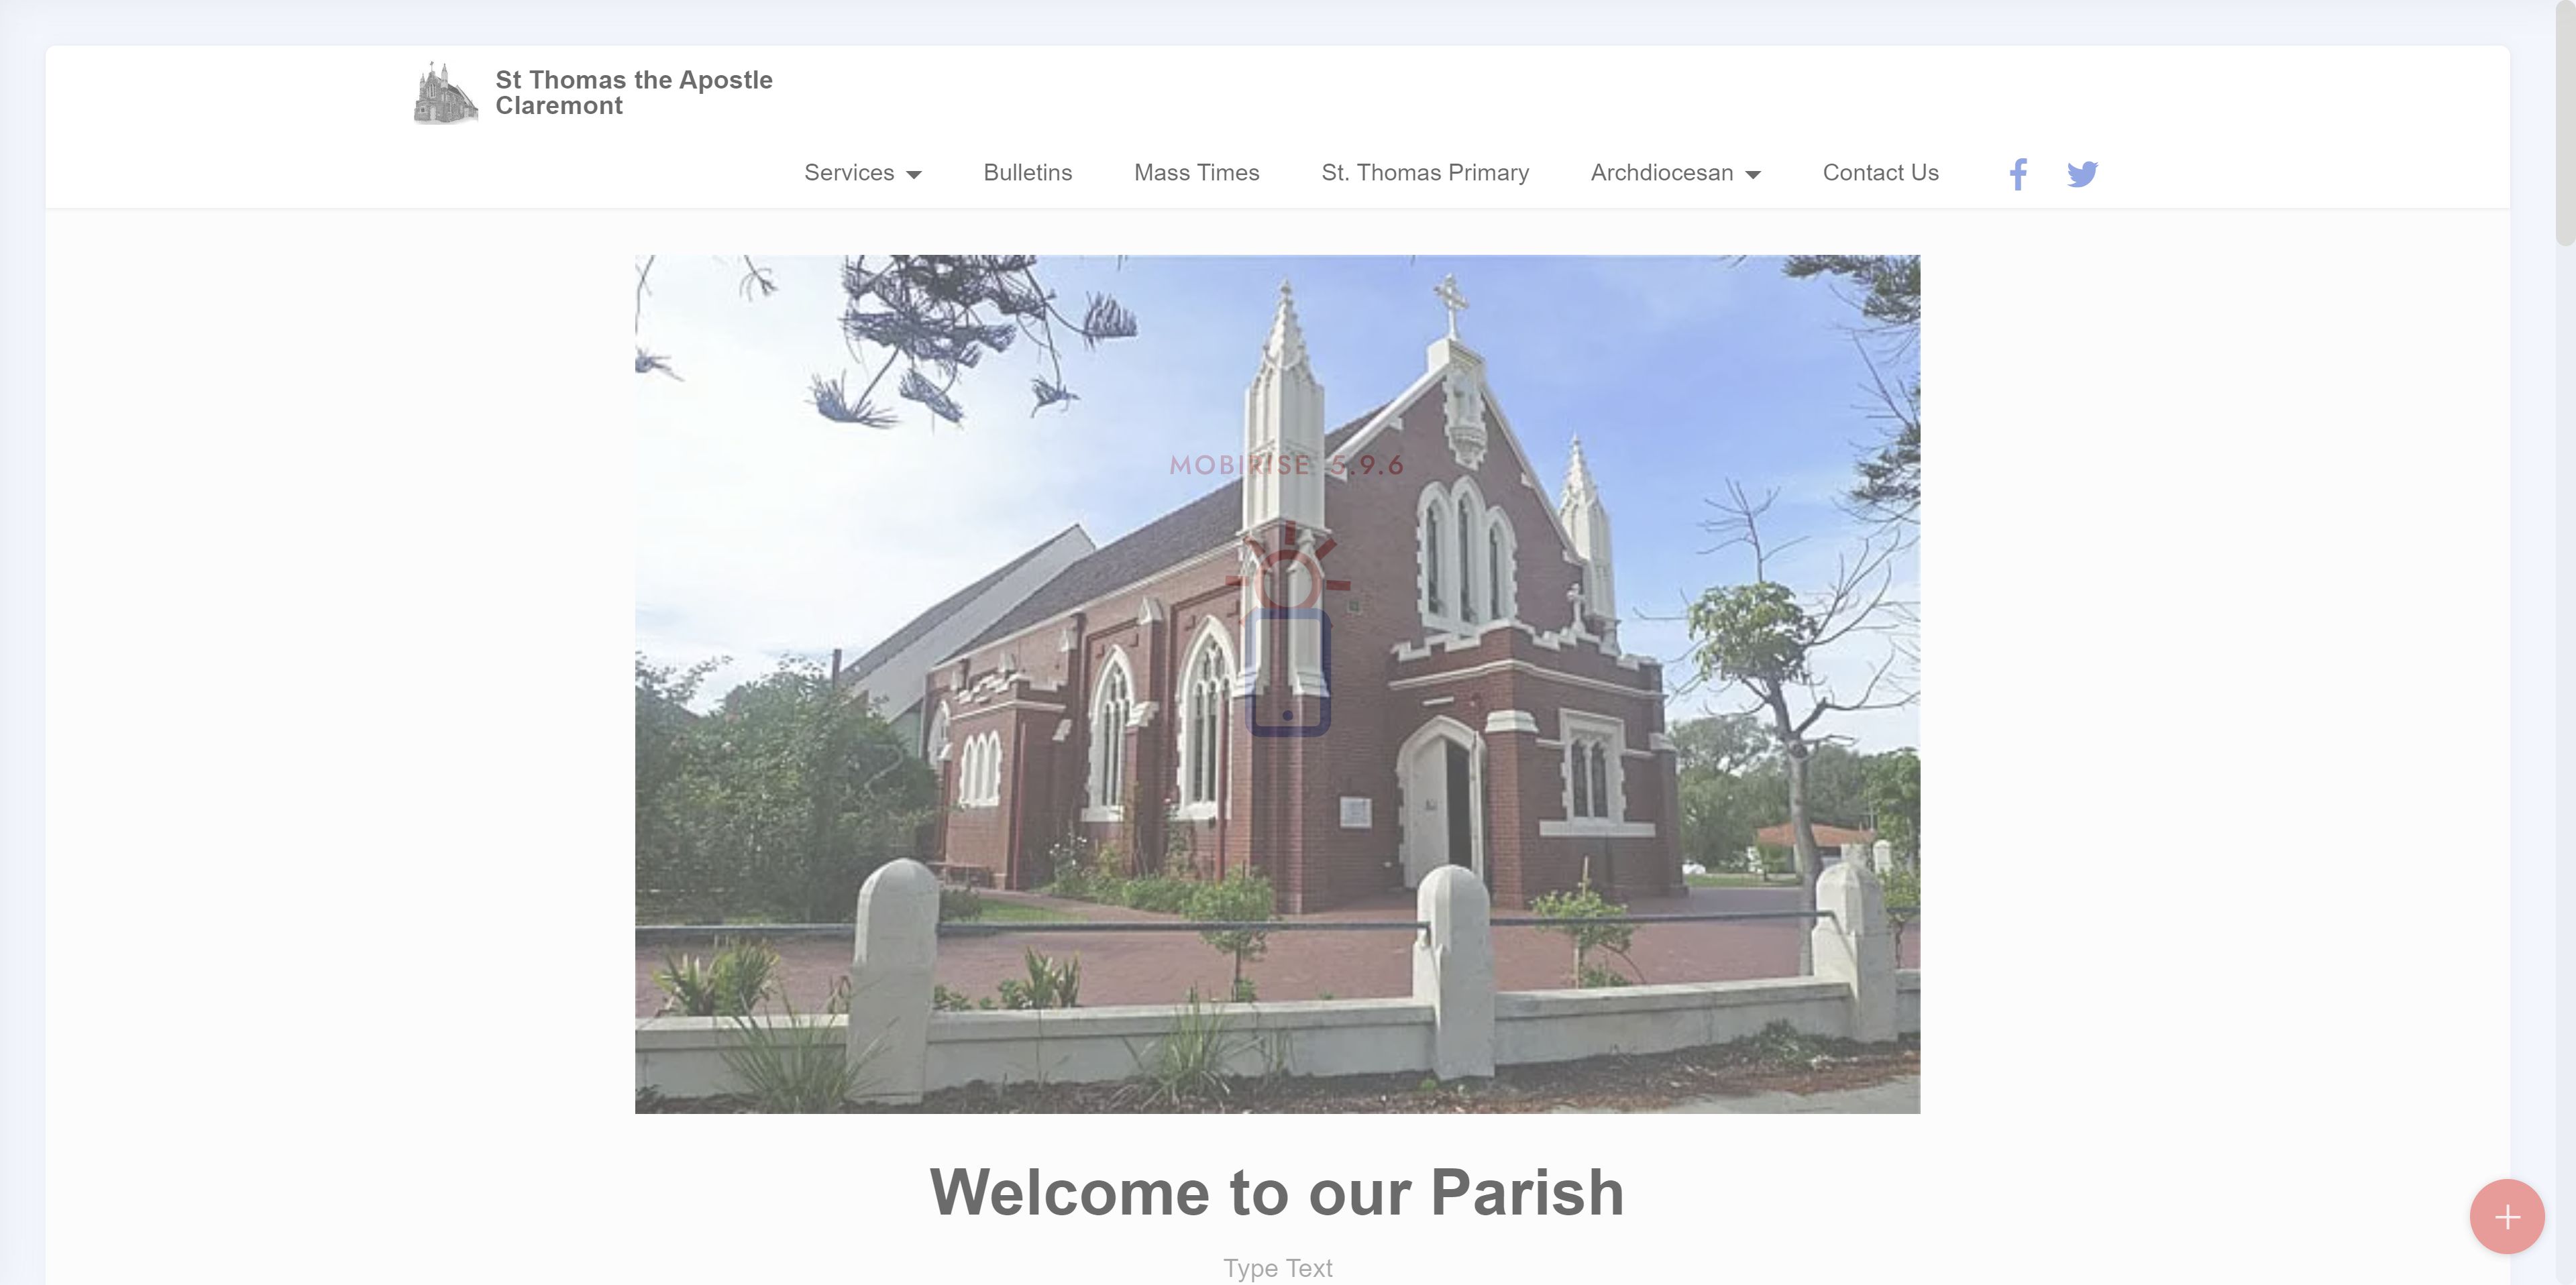 St Thomas the Apostle
Claremont
Services Bulletins Mass Times St. Thomas Primary Archdiocesan Contact Us
MOBIRISE 5.9.6
Welcome to our Parish
Type Text